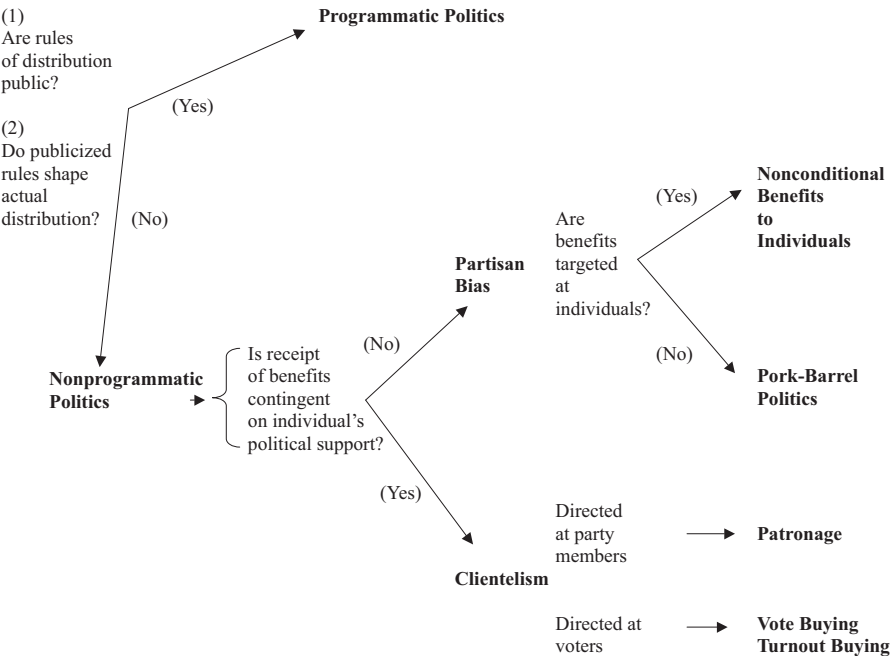 (1)
Are rules
of distribution
public?
Programmatic Politics
(Yes)
(2)
Do publicized
rules shape
actual
distribution?
(No)
Nonprogrammatic
Politics
Is receipt
of benefits
contingent
on individual’s
political support?
(No)
Partisan
Bias
Are
benefits
targeted
at
individuals?
(Yes)
Nonconditional
Benefits
to
Individuals
(No)
Pork-Barrel
Politics
(Yes)
Clientelism
Directed
at party
members
Patronage
Directed at
voters
Vote Buying
Turnout Buying